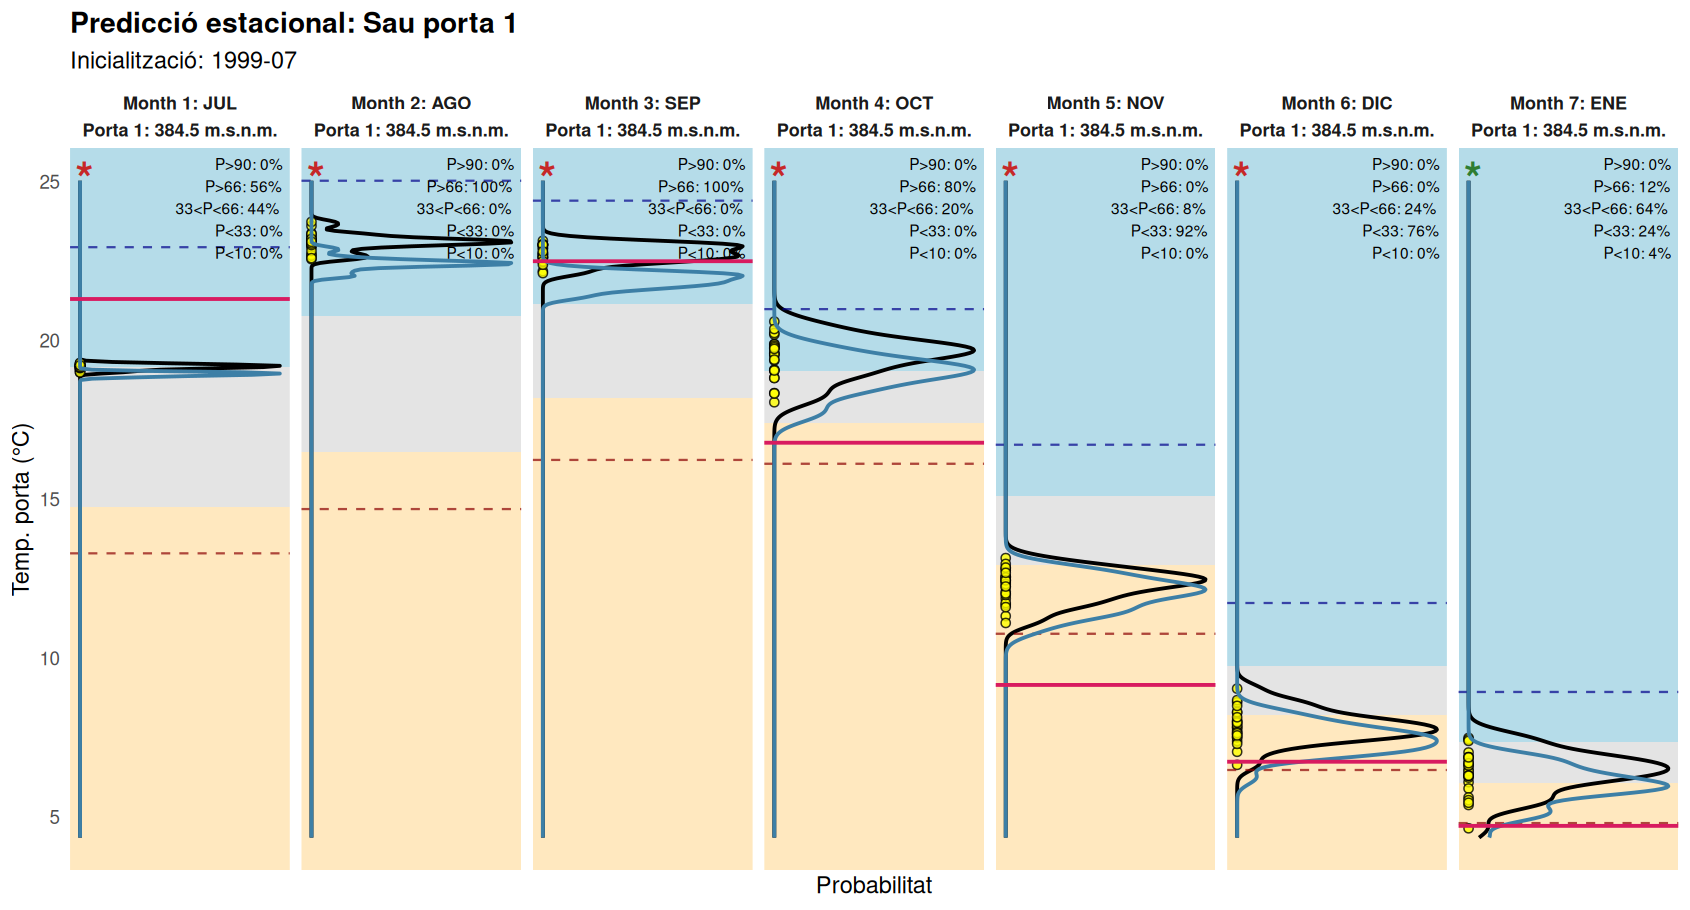 Predicció estacional: Sau porta 1
Inicialització: 1999-07
Month 1: JUL
Porta 1: 384.5 m.s.n.m.
Month 2: AGO
Porta 1: 384.5 m.s.n.m.
Month 3: SEP
Porta 1: 384.5 m.s.n.m.
Month 4: OCT
Porta 1: 384.5 m.s.n.m.
Month 5: NOV
Porta 1: 384.5 m.s.n.m.
Month 6: DIC
Porta 1: 384.5 m.s.n.m.
Month 7: ENE
Porta 1: 384.5 m.s.n.m.
*
P>90: 0%
P>66: 56%
33<P<66: 44%
P<33: 0%
P<10: 0%
*
P>90: 0%
P>66: 100%
33<P<66: 0%
P<33: 0%
P<10: 0%
*
P>90: 0%
P>66: 100%
33<P<66: 0%
P<33: 0%
P<10: 0%
*
P>90: 0%
P>66: 80%
33<P<66: 20%
P<33: 0%
P<10: 0%
*
P>90: 0%
P>66: 0%
33<P<66: 8%
P<33: 92%
P<10: 0%
*
P>90: 0%
P>66: 0%
33<P<66: 24%
P<33: 76%
P<10: 0%
*
P>90: 0%
P>66: 12%
33<P<66: 64%
P<33: 24%
P<10: 4%
25
20
15
10
5
Temp. porta (°C)
Probabilitat